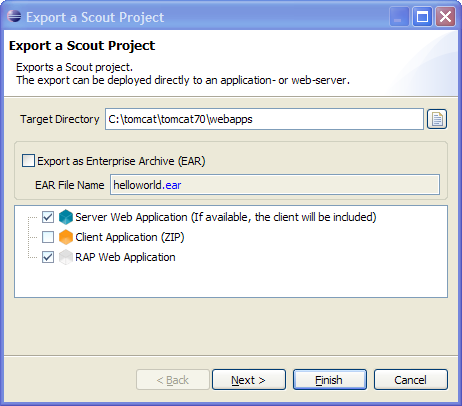 Export a Scout Project
Export a Scout Project
Exports a Scout project.
The export can be deployed directly to an application- or web-server.
Target Directory C:\tomcat\tomcat70\webapps
Export as Enterprise Archive (EAR)
EAR File Name helloworld.ear
Server Web Application (If available, the client will be included)
Client Application (ZIP)
RAP Web Application
< Back Next > Finish Cancel